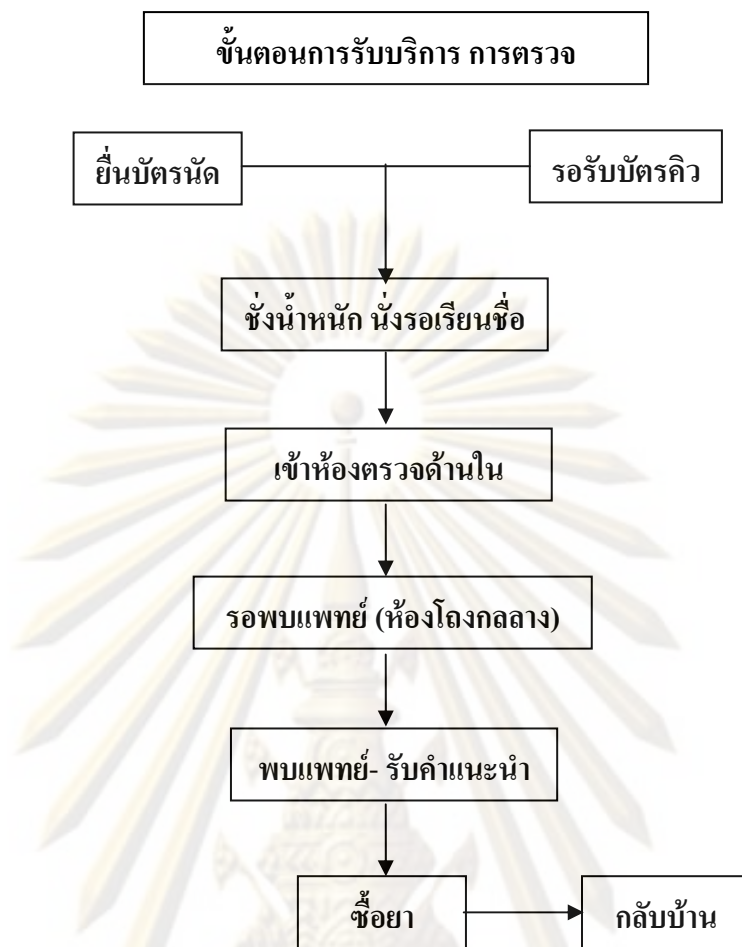 ขั้นตอนการรับบริการ การตรวจ
ยื่นบัตรนัด
รอรับบัตรคิว
ชั่งน้ำหนัก นั่งรอเรียนชื่อ
เข้าห้องตรวจด้านใน
รอพบแพทย์ (ห้องโถงกลลาง)
พบแพทย์- รับคำแนะนำ
ซื้อยา
กลับบ้าน